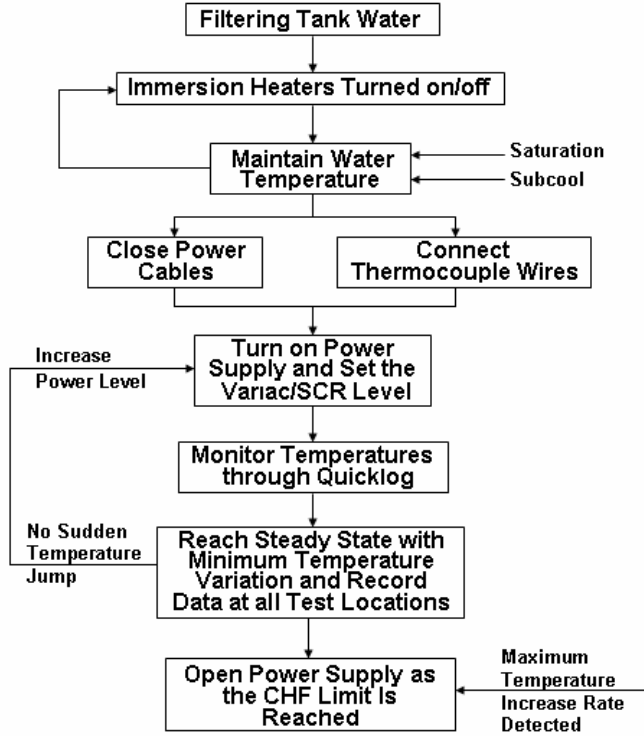 Filtering Tank Water
Immersion Heaters Turned on/off
Maintain Water
Temperature
Saturation
Subcool
Close Power
Cables
Connect
Thermocouple Wires
Increase
Power Level
Turn on Power
Supply and Set the
Variac/SCR Level
Monitor Temperatures
through Quicklog
No Sudden
Temperature
Jump
Reach Steady State with
Minimum Temperature
Variation and Record
Data at all Test Locations
Open Power Supply as
the CHF Limit Is
Reached
Maximum
Temperature
Increase Rate
Detected